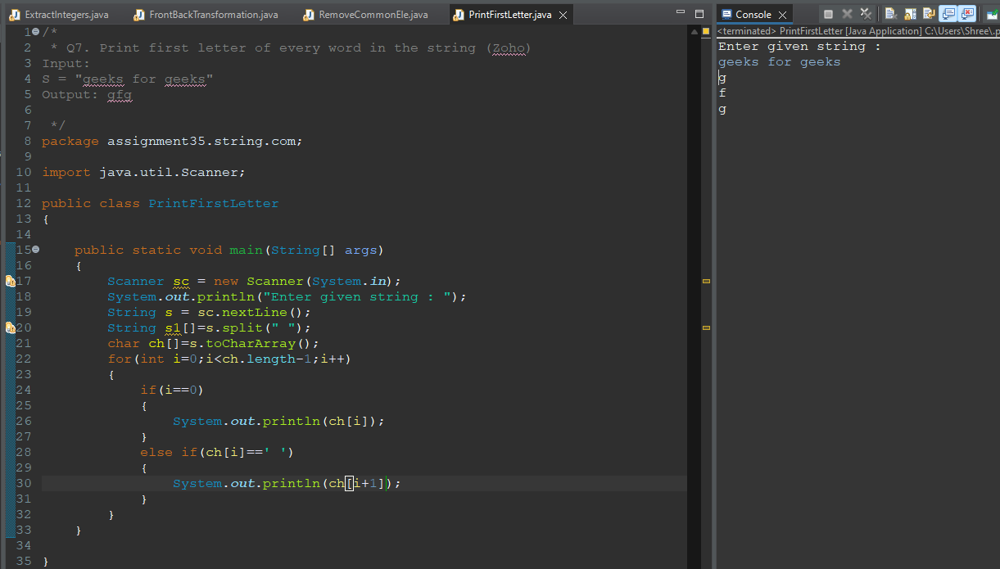 ExtractIntegers.java FrontBackTransformation.java RemoveCommonEle.java PrintFirstLetter.java
1 /*
2 * Q7. Print first letter of every word in the string (Zoho)
3 Input:
4 S = "geeks for geeks"
5 Output: gfg
6
7 */
8 package assignment35.string.com;
9
10 import java.util.Scanner;
11
12 public class PrintFirstLetter
13 {
14
15 public static void main(String[] args)
16 {
17 Scanner sc = new Scanner(System.in);
18 System.out.println("Enter given string : ");
19 String s = sc.nextLine();
20 String s1[]=s.split(" ");
21 char ch[]=s.toCharArray();
22 for(int i=0;i<ch.length-1;i++)
23 {
24 if(i==0)
25 {
26 System.out.println(ch[i]);
27 }
28 else if(ch[i]==' ')
29 {
30 System.out.println(ch[i+1]);
31 }
32 }
33 }
34
35 }
Console
<terminated> PrintFirstLetter [Java Application] C:\Users\Shree\.p
Enter given string :
geeks for geeks
g
f
g